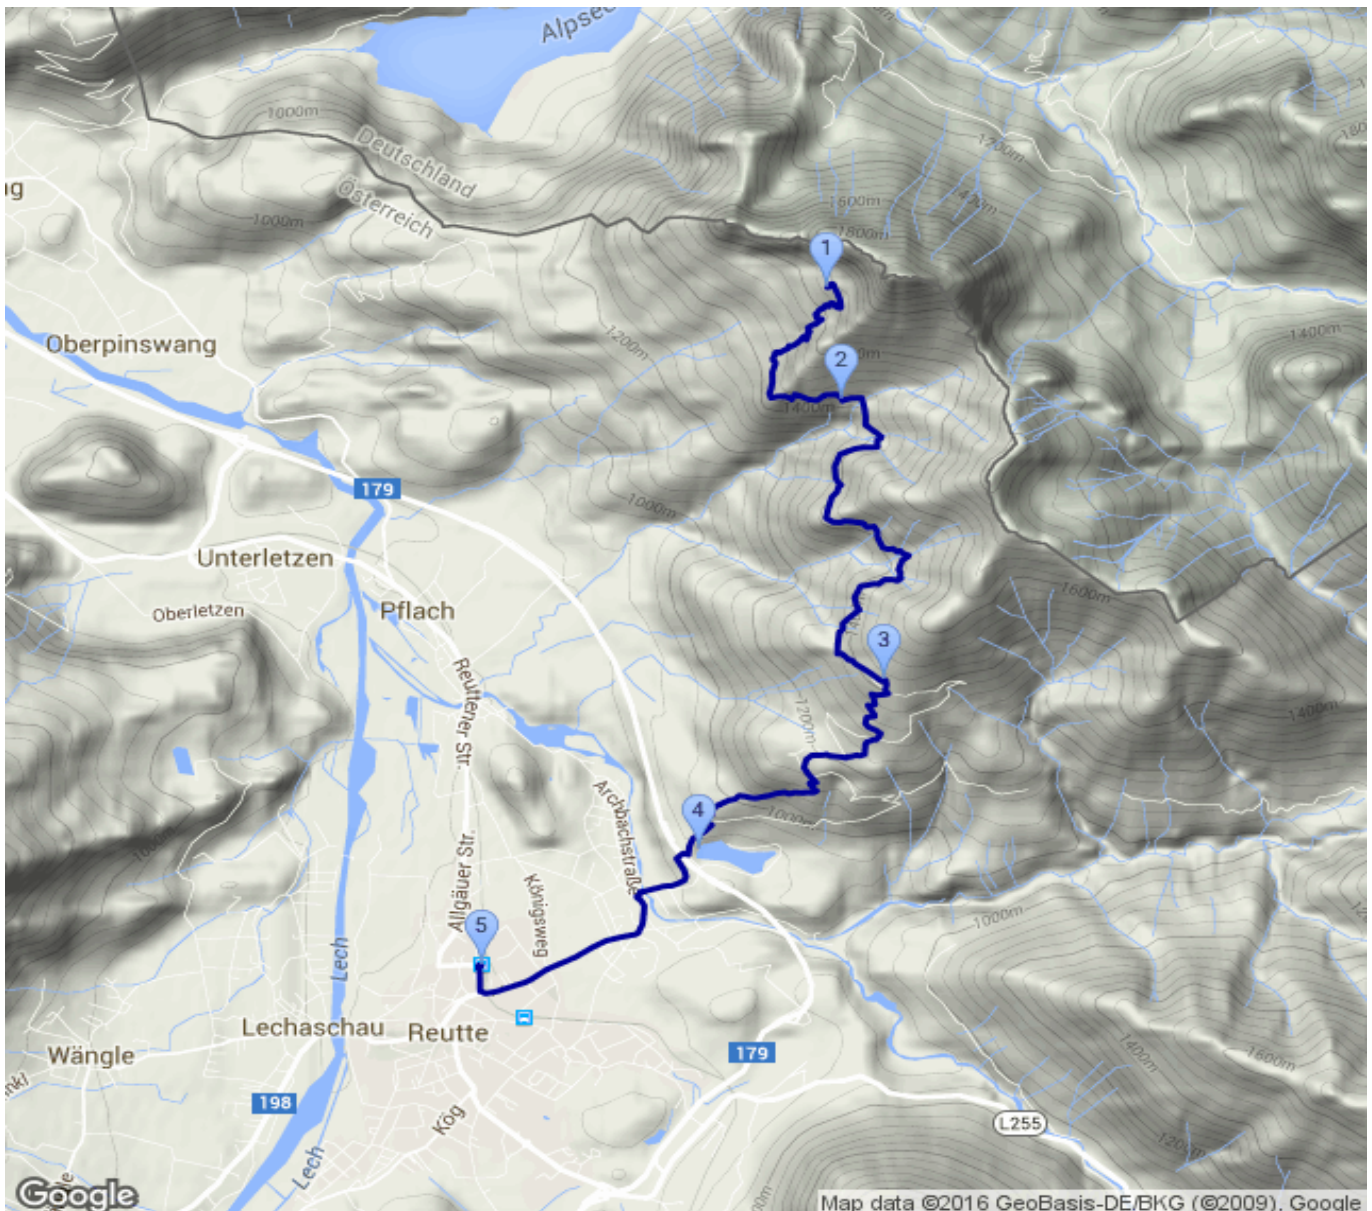 Alpsee
1000m
Deutschland
Österreich
1000m
1200m
1600m
1800m
1400m
1
2
1400m
1200m
Oberpinswang
179
1000m
Unterletzen
Oberletzen
Pflach
1600m
3
1400m
1200m
Reuttener Str.
Archbachstraße
1000m
4
Allgäuer Str.
Königsweg
5
1000m
Lech
Lechaschau
Reutte
Wängle
179
198
Kög
Lech
L255
1400m
1600m
1200m
Google
Map data ©2016 GeoBasis-DE/BKG (©2009), Google